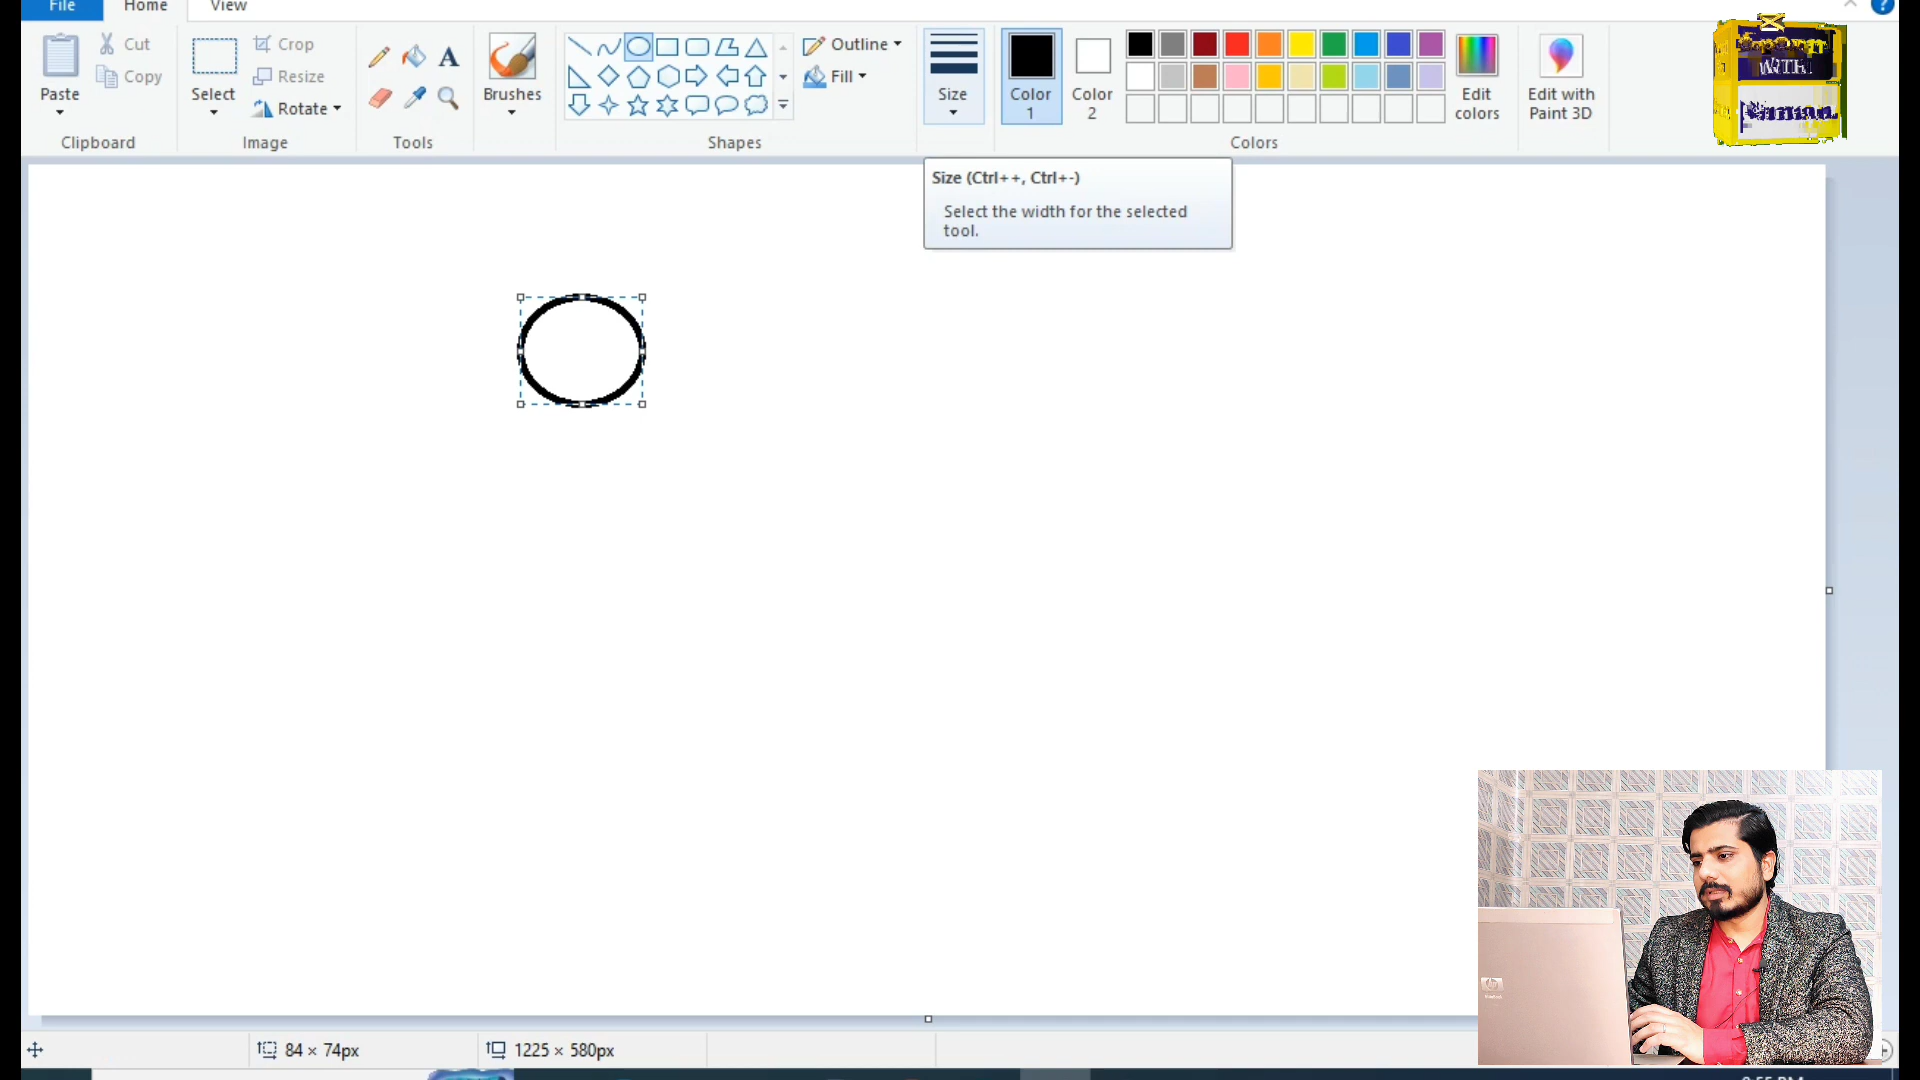 File Home View
Paste
Cut
Copy
Clipboard
Select
Crop
Resize
Rotate
Image
A
Tools
Brushes
Shapes
Outline
Fill
Size
Color 1
Color 2
Colors
Edit colors
Edit with Paint 3D
?
WITH
Size (Ctrl++, Ctrl+-)
Select the width for the selected
tool.
84 × 74px
1225 × 580px
hp